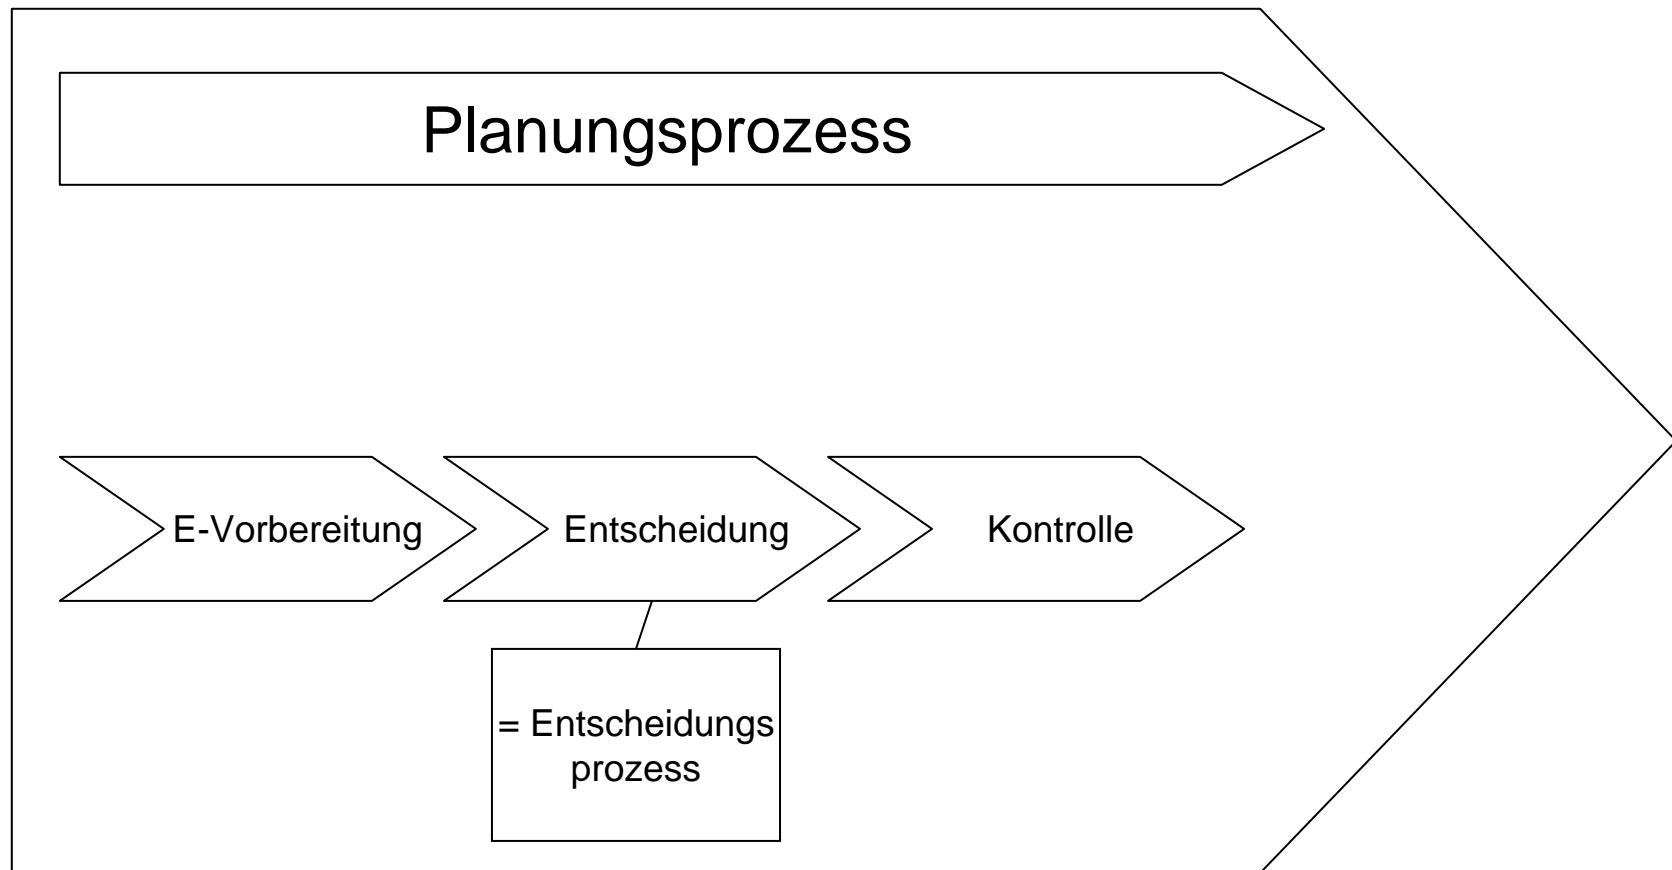 Planungsprozess
E-Vorbereitung
Entscheidung
Kontrolle
= Entscheidungs
prozess